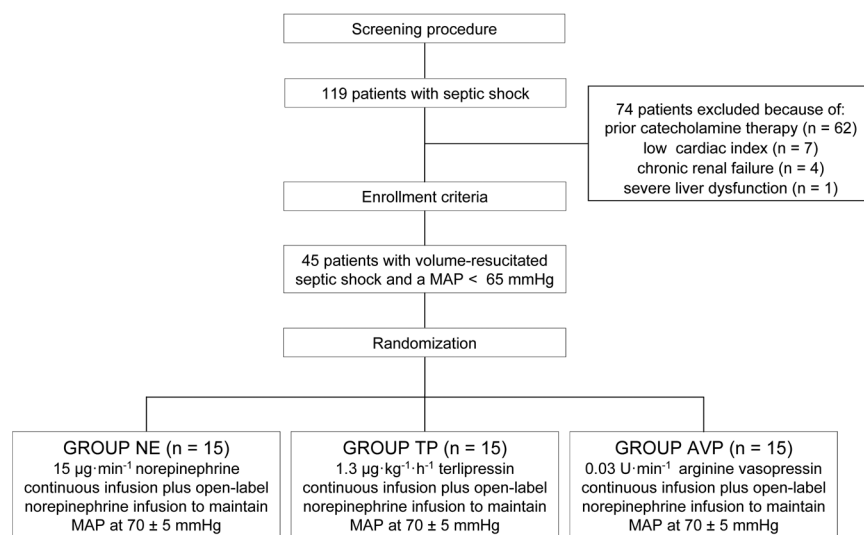 Screening procedure
119 patients with septic shock
74 patients excluded because of:
prior catecholamine therapy (n = 62)
low cardiac index (n = 7)
chronic renal failure (n = 4)
severe liver dysfunction (n = 1)
Enrollment criteria
45 patients with volume-resucitated
septic shock and a MAP < 65 mmHg
Randomization
GROUP NE (n = 15)
15 µg·min⁻¹ norepinephrine
continuous infusion plus open-label
norepinephrine infusion to maintain
MAP at 70 ± 5 mmHg
GROUP TP (n = 15)
1.3 µg·kg⁻¹·h⁻¹ terlipressin
continuous infusion plus open-label
norepinephrine infusion to maintain
MAP at 70 ± 5 mmHg
GROUP AVP (n = 15)
0.03 U·min⁻¹ arginine vasopressin
continuous infusion plus open-label
norepinephrine infusion to maintain
MAP at 70 ± 5 mmHg